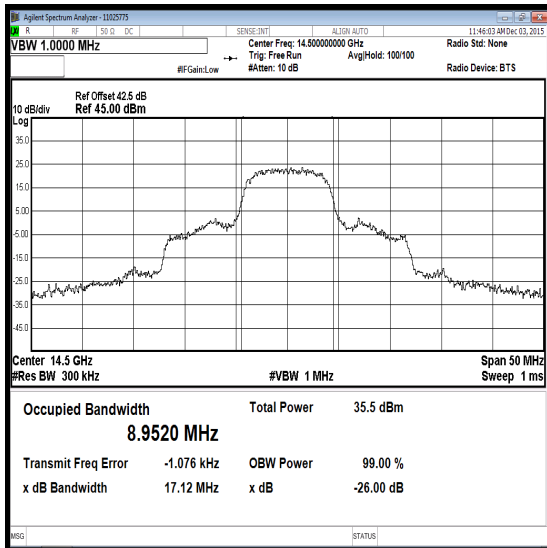 Agilent Spectrum Analyzer - 11025775
R RF 50 Ω DC SENSE:INT ALIGN AUTO 11:46:03 AM Dec 03, 2015
VBW 1.0000 MHz
Center Freq: 14.500000000 GHz Radio Std: None
Trig: Free Run Avg|Hold: 100/100
#IFGain:Low #Atten: 10 dB Radio Device: BTS
Ref Offset 42.5 dB
10 dB/div Ref 45.00 dBm
Log
35.0
25.0
15.0
5.00
-5.00
-15.0
-25.0
-35.0
-45.0
Center 14.5 GHz Span 50 MHz
#Res BW 300 kHz #VBW 1 MHz Sweep 1 ms
Occupied Bandwidth Total Power 35.5 dBm
8.9520 MHz
Transmit Freq Error -1.076 kHz OBW Power 99.00 %
x dB Bandwidth 17.12 MHz x dB -26.00 dB
MSG STATUS